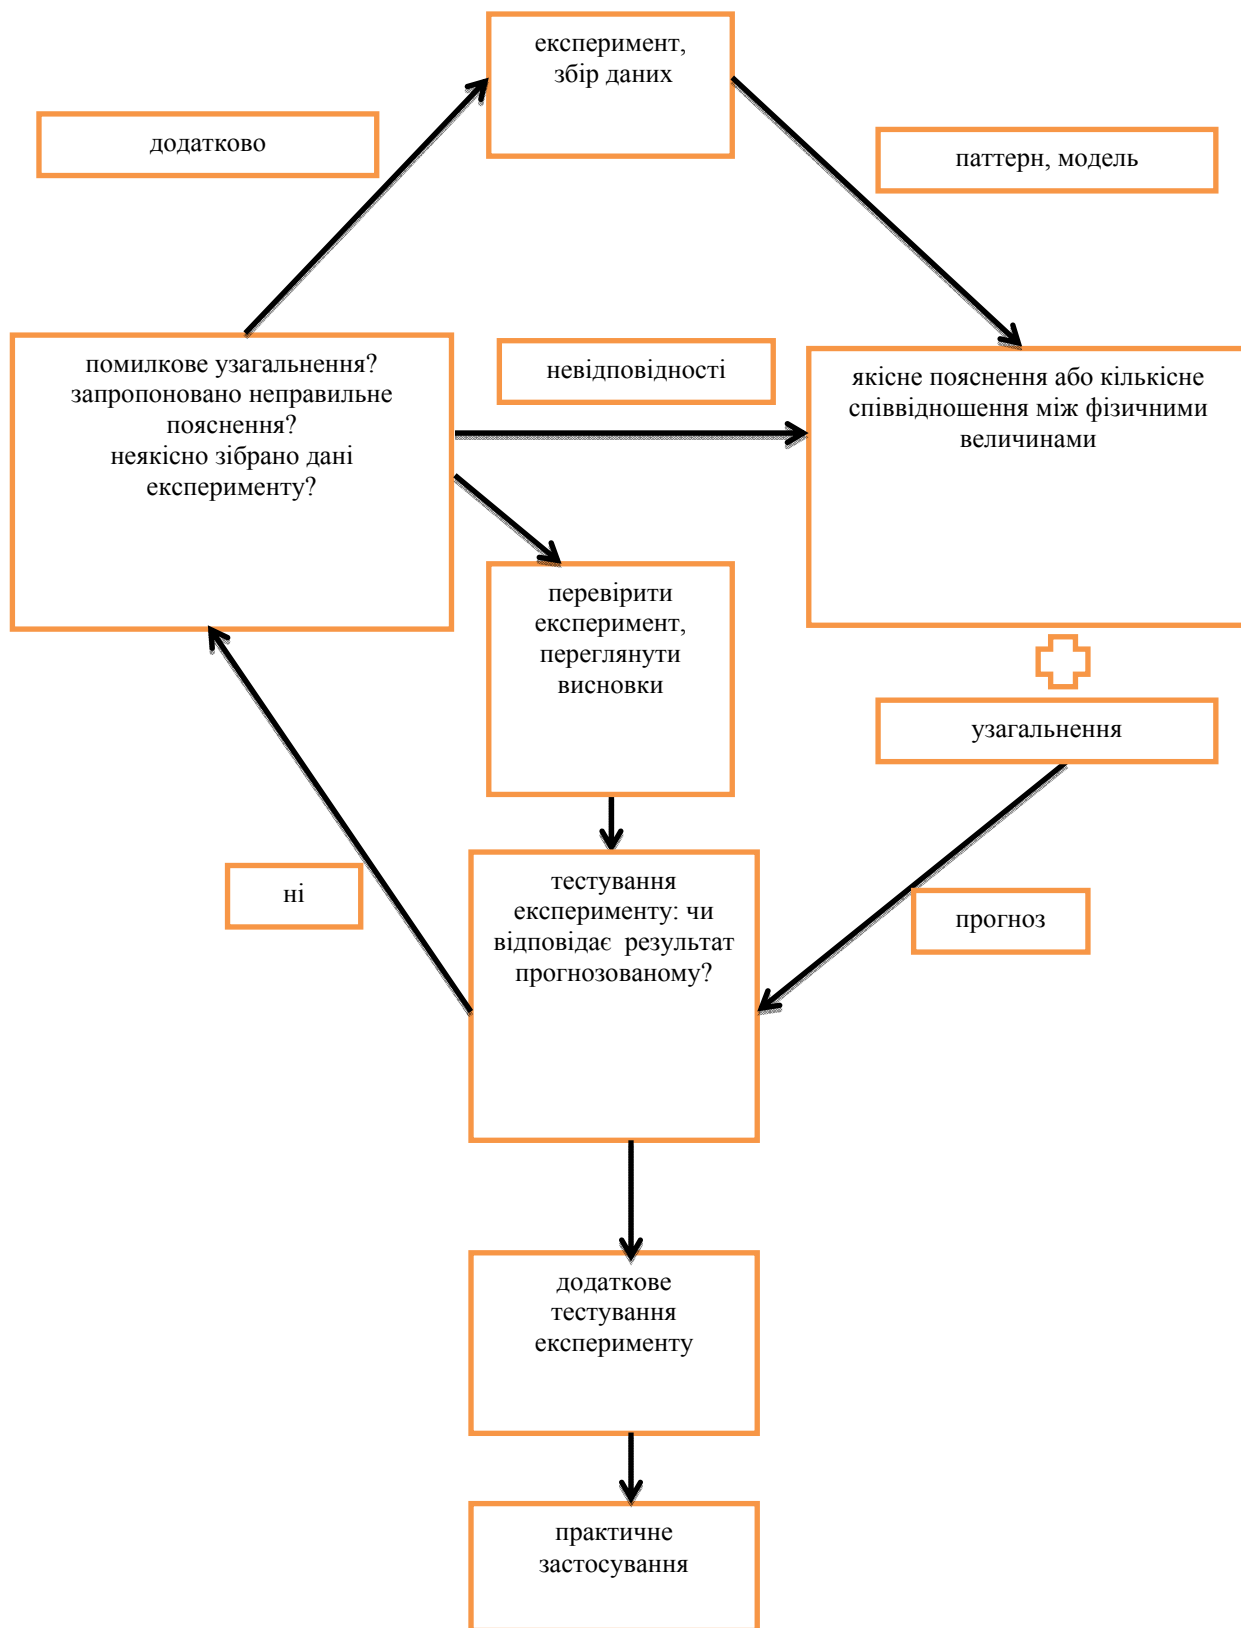 експеримент,
збір даних
додатково
паттерн, модель
помилкове узагальнення?
запропоновано неправильне
пояснення?
неякісно зібрано дані
експерименту?
невідповідності
якісне пояснення або кількісне
співвідношення між фізичними
величинами
перевірити
експеримент,
переглянути
висновки
узагальнення
ні
тестування
експерименту: чи
відповідає результат
прогнозованому?
прогноз
додаткове
тестування
експерименту
практичне
застосування